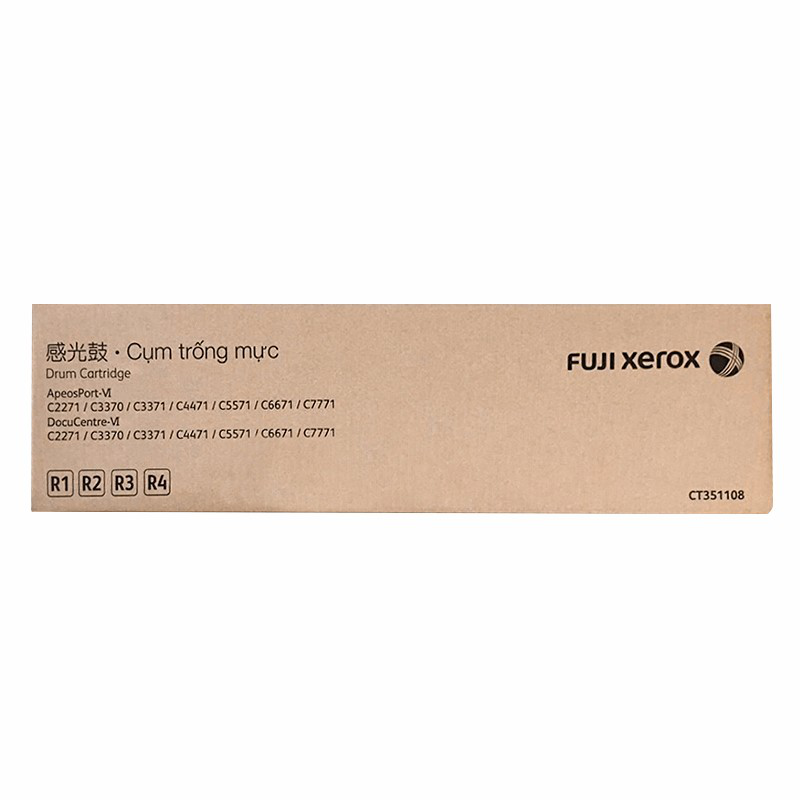 感光鼓・Cụm trống mực
Drum Cartridge
ApeosPort-VI
C2271 / C3370 / C3371 / C4471 / C5571 / C6671 / C7771
DocuCentre-VI
C2271 / C3370 / C3371 / C4471 / C5571 / C6671 / C7771
R1 R2 R3 R4
FUJI xerox
CT351108